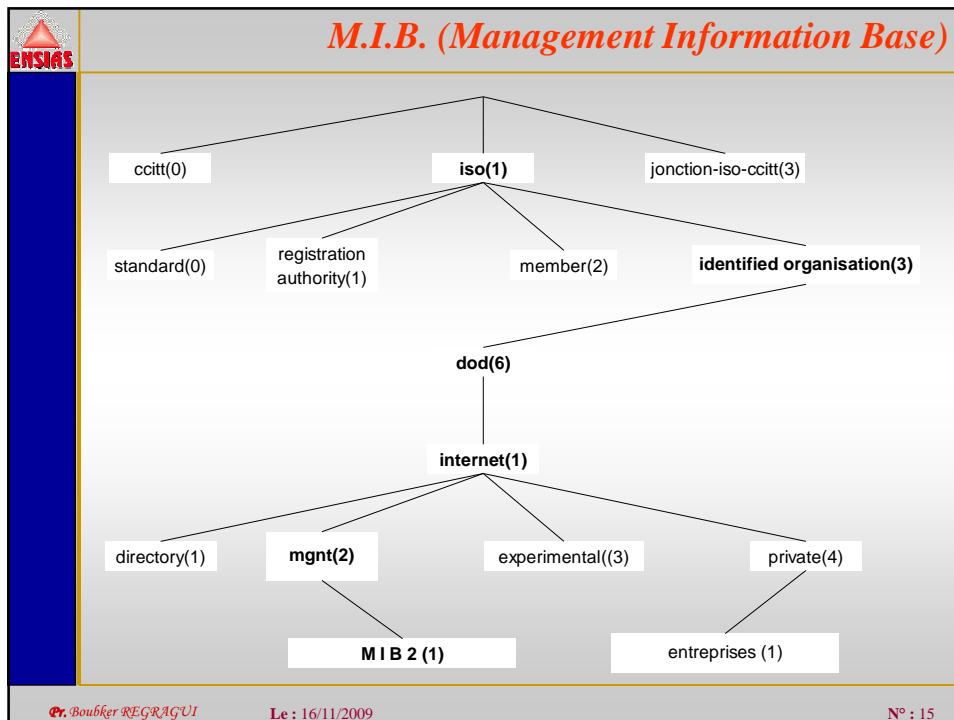 ENSIAS
M.I.B. (Management Information Base)
ccitt(0)
iso(1)
jonction-iso-ccitt(3)
standard(0)
registration
authority(1)
member(2)
identified organisation(3)
dod(6)
internet(1)
directory(1)
mgnt(2)
experimental((3)
private(4)
M I B 2 (1)
entreprises (1)
Pr. Boubker REGRAGUI
Le : 16/11/2009
N° : 15